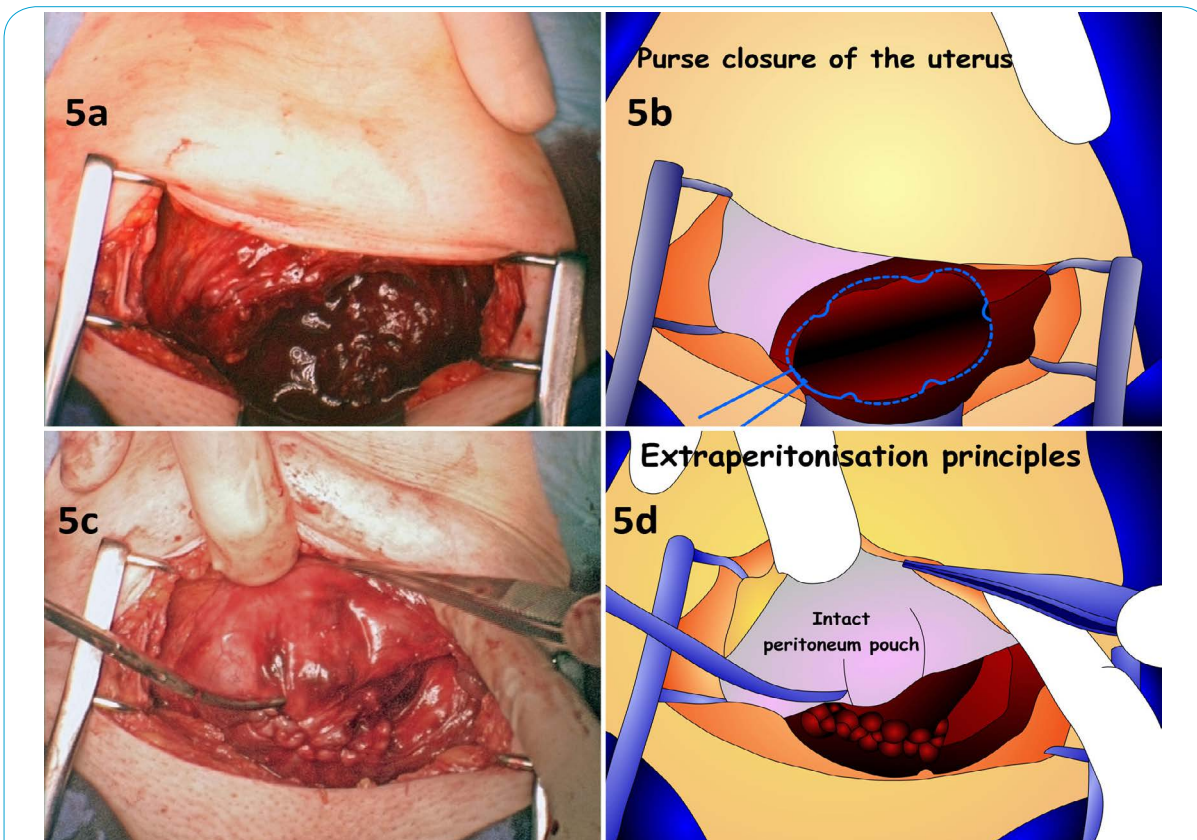 5a
Purse closure of the uterus
5b
5c
Extraperitonisation principles
5d
Intact
peritoneum pouch